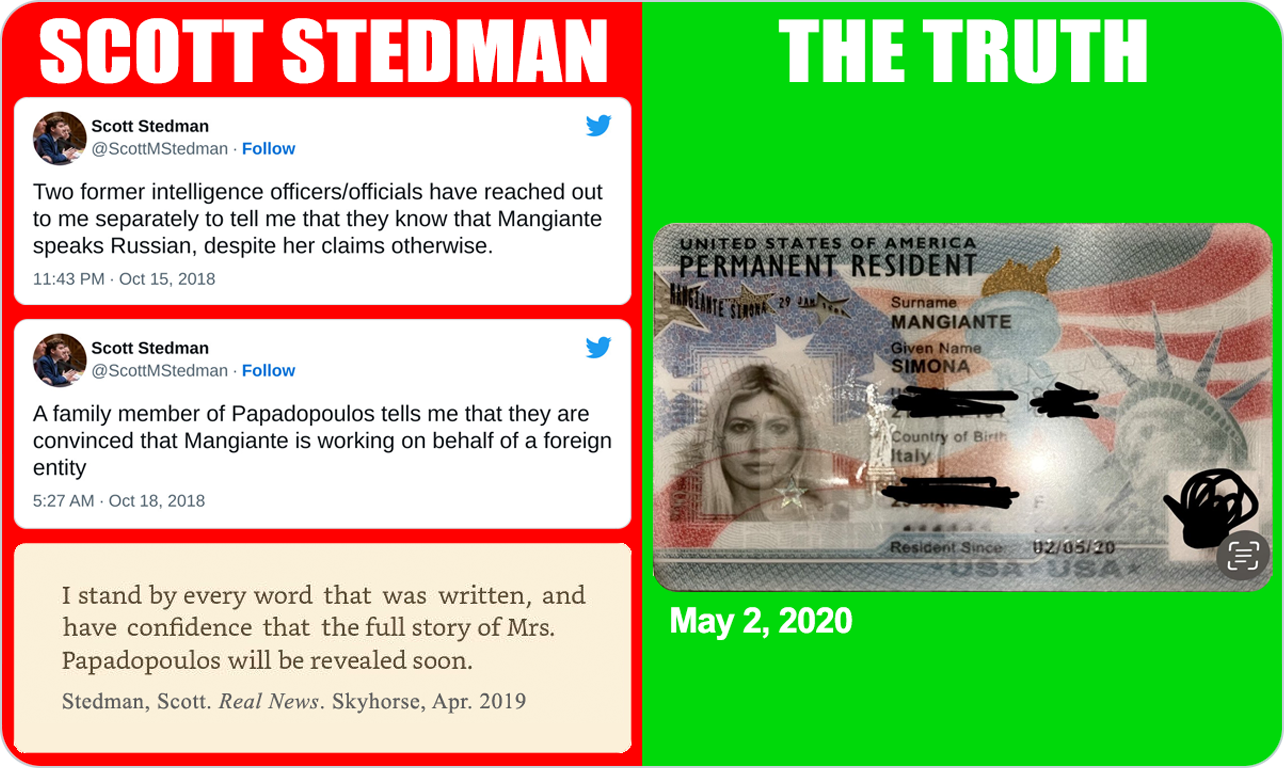 SCOTT STEDMAN
Scott Stedman
@ScottMStedman · Follow
Two former intelligence officers/officials have reached out
to me separately to tell me that they know that Mangiante
speaks Russian, despite her claims otherwise.
11:43 PM · Oct 15, 2018
Scott Stedman
@ScottMStedman · Follow
A family member of Papadopoulos tells me that they are
convinced that Mangiante is working on behalf of a foreign
entity
5:27 AM · Oct 18, 2018
I stand by every word that was written, and
have confidence that the full story of Mrs.
Papadopoulos will be revealed soon.
Stedman, Scott. Real News. Skyhorse, Apr. 2019
THE TRUTH
UNITED STATES OF AMERICA
PERMANENT RESIDENT
MANGIANTE SIMONA 29 JAN
Surname
MANGIANTE
Given Name
SIMONA
Country of Birth
Italy
F
Resident Since: 02/05/20
USA USA
May 2, 2020